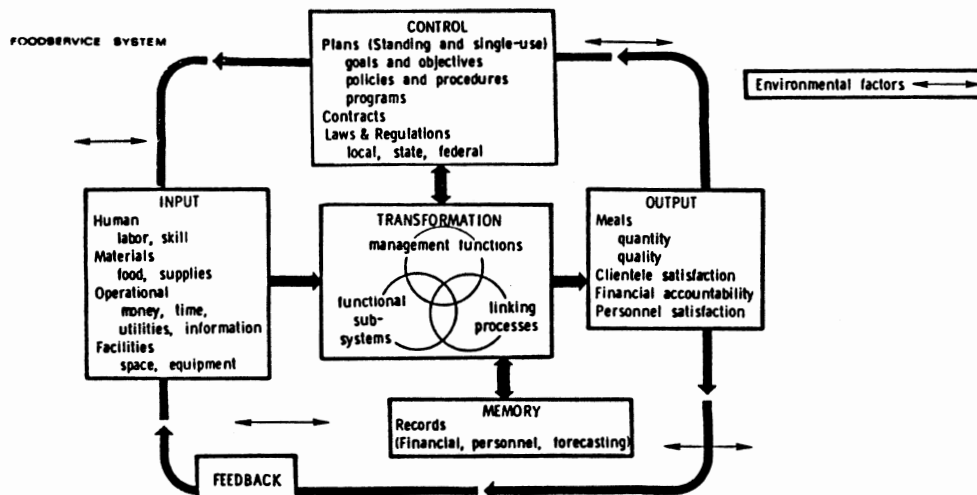 FOODSERVICE SYSTEM
CONTROL
Plans (Standing and single-use)
goals and objectives
policies and procedures
programs
Contracts
Laws & Regulations
local, state, federal
Environmental factors
INPUT
Human
labor, skill
Materials
food, supplies
Operational
money, time,
utilities, information
Facilities
space, equipment
TRANSFORMATION
management functions
functional
sub-
systems
linking
processes
OUTPUT
Meals
quantity
quality
Clientele satisfaction
Financial accountability
Personnel satisfaction
MEMORY
Records
(Financial, personnel, forecasting)
FEEDBACK